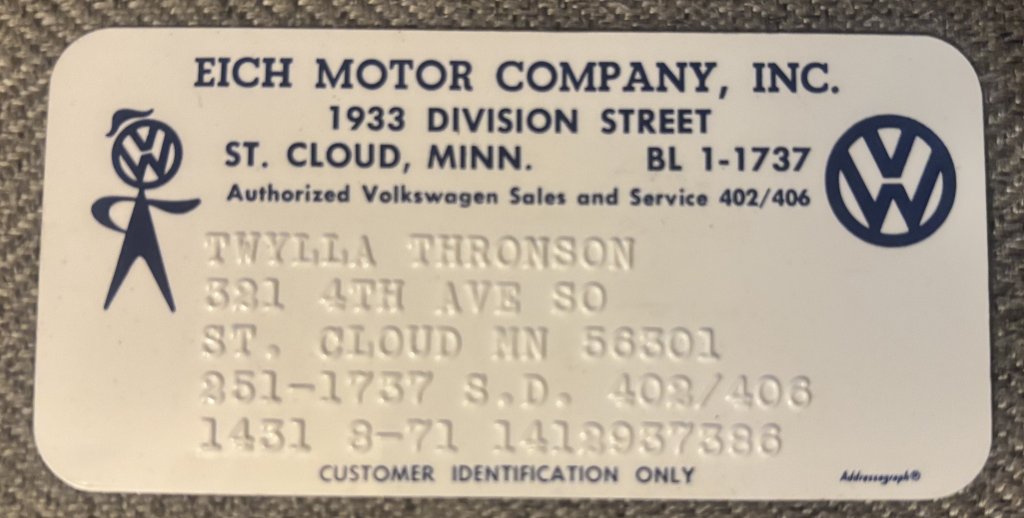 EICH MOTOR COMPANY, INC.
1933 DIVISION STREET
ST. CLOUD, MINN. BL 1-1737
Authorized Volkswagen Sales and Service 402/406
TWYLLA THRONSON
321 4TH AVE SO
ST. CLOUD MN 56301
251-1737 S.D. 402/406
1431 8-71 1412937386
CUSTOMER IDENTIFICATION ONLY
Addressograph®